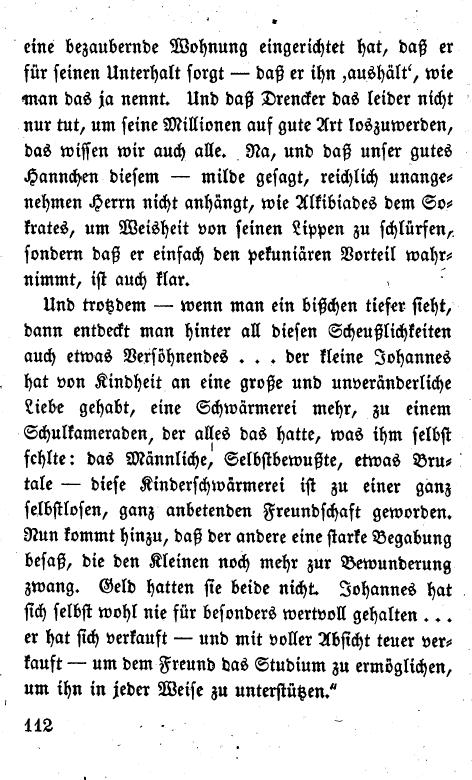 eine bezaubernde Wohnung eingerichtet hat, daß er
für seinen Unterhalt sorgt — daß er ihn ‚aushält‘, wie
man das ja nennt. Und daß Drencker das leider nicht
nur tut, um seine Millionen auf gute Art loszuwerden,
das wissen wir auch alle. Na, und daß unser gutes
Hannchen diesem — milde gesagt, reichlich unange-
nehmen Herrn nicht anhängt, wie Alkibiades dem So-
krates, um Weisheit von seinen Lippen zu schlürfen,
sondern daß er einfach den pekuniären Vorteil wahr-
nimmt, ist auch klar.
Und trotzdem — wenn man ein bißchen tiefer sieht,
dann entdeckt man hinter all diesen Scheußlichkeiten
auch etwas Versöhnendes . . . der kleine Johannes
hat von Kindheit an eine große und unveränderliche
Liebe gehabt, eine Schwärmerei mehr, zu einem
Schulkameraden, der alles das hatte, was ihm selbst
fehlte: das Männliche, Selbstbewußte, etwas Bru-
tale — diese Kinderschwärmerei ist zu einer ganz
selbstlosen, ganz anbetenden Freundschaft geworden.
Nun kommt hinzu, daß der andere eine starke Begabung
besaß, die den Kleinen noch mehr zur Bewunderung
zwang. Geld hatten sie beide nicht. Johannes hat
sich selbst wohl nie für besonders wertvoll gehalten . . .
er hat sich verkauft — und mit voller Absicht teuer ver-
kauft — um dem Freund das Studium zu ermöglichen,
um ihn in jeder Weise zu unterstützen.“
112